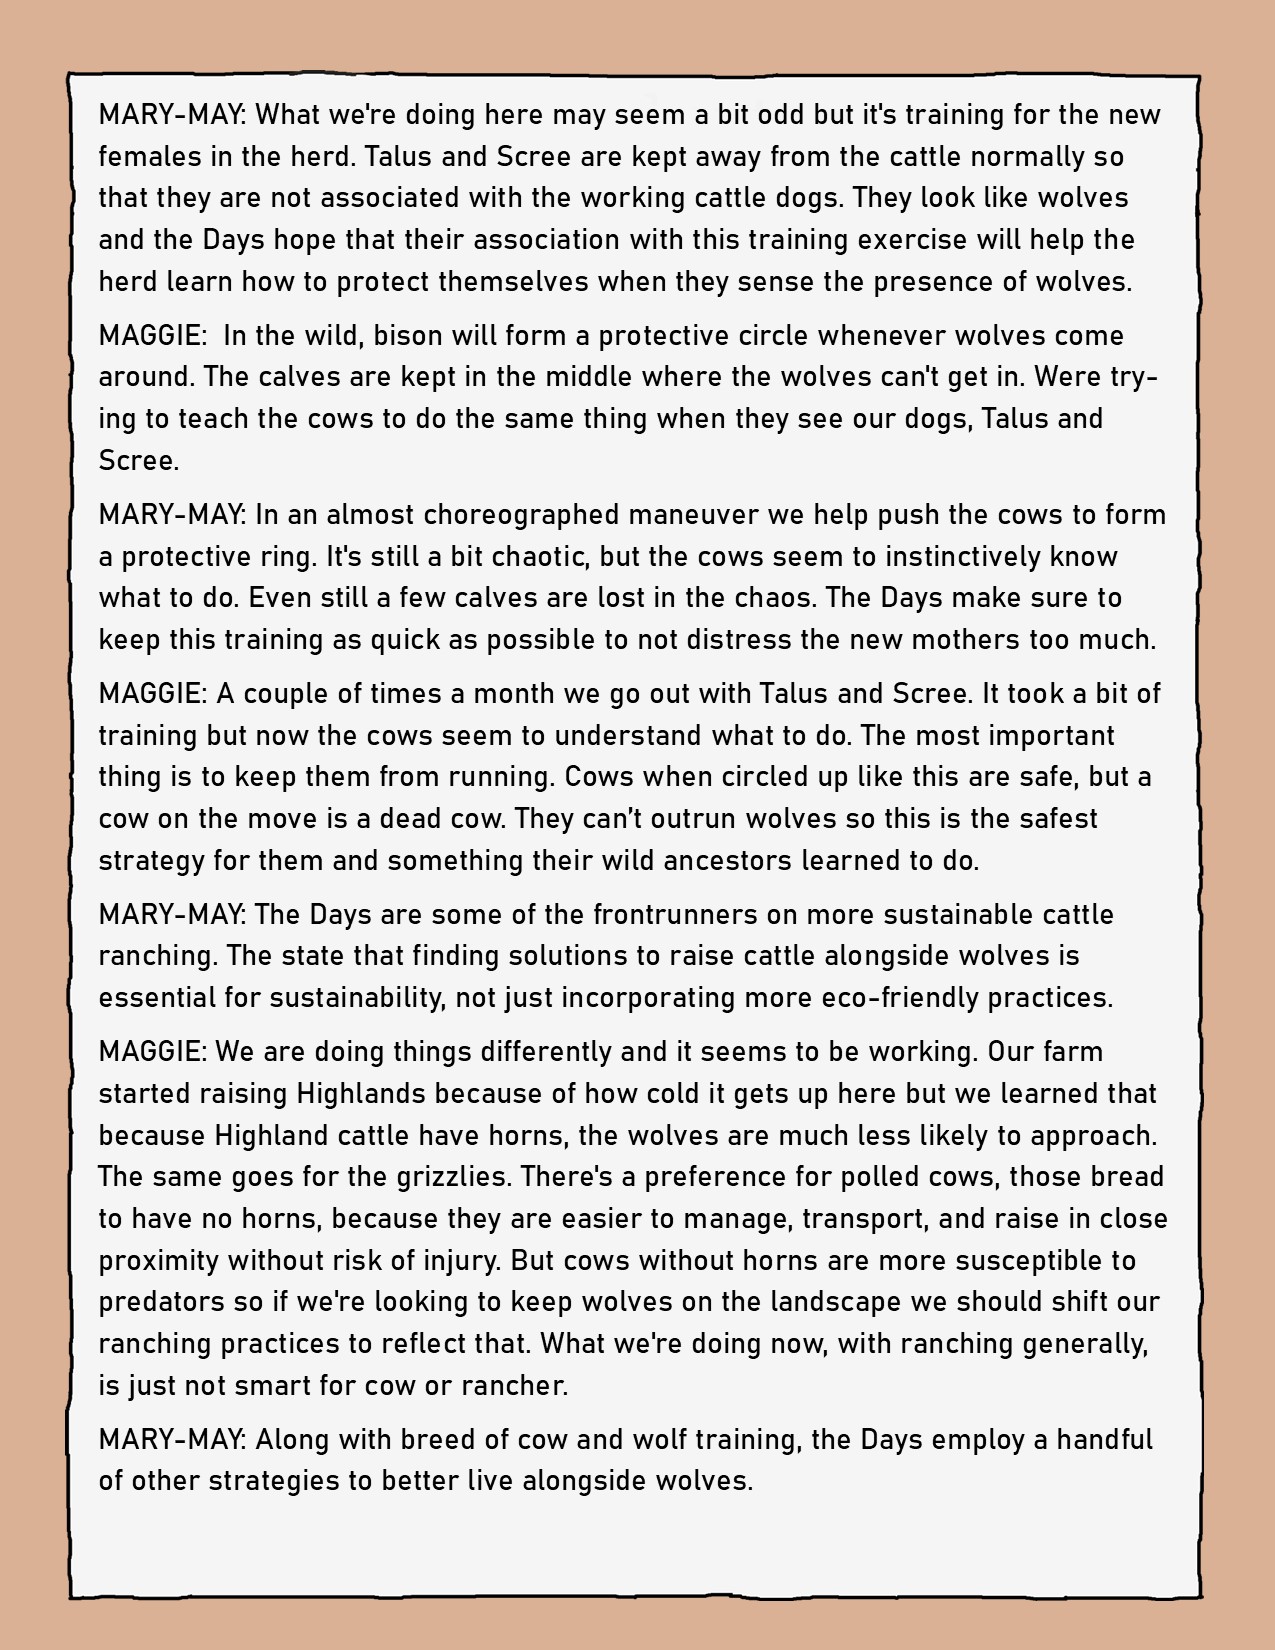 MARY-MAY: What we're doing here may seem a bit odd but it's training for the new
females in the herd. Talus and Scree are kept away from the cattle normally so
that they are not associated with the working cattle dogs. They look like wolves
and the Days hope that their association with this training exercise will help the
herd learn how to protect themselves when they sense the presence of wolves.
MAGGIE:  In the wild, bison will form a protective circle whenever wolves come
around. The calves are kept in the middle where the wolves can't get in. Were try-
ing to teach the cows to do the same thing when they see our dogs, Talus and
Scree.
MARY-MAY: In an almost choreographed maneuver we help push the cows to form
a protective ring. It's still a bit chaotic, but the cows seem to instinctively know
what to do. Even still a few calves are lost in the chaos. The Days make sure to
keep this training as quick as possible to not distress the new mothers too much.
MAGGIE: A couple of times a month we go out with Talus and Scree. It took a bit of
training but now the cows seem to understand what to do. The most important
thing is to keep them from running. Cows when circled up like this are safe, but a
cow on the move is a dead cow. They can’t outrun wolves so this is the safest
strategy for them and something their wild ancestors learned to do.
MARY-MAY: The Days are some of the frontrunners on more sustainable cattle
ranching. The state that finding solutions to raise cattle alongside wolves is
essential for sustainability, not just incorporating more eco-friendly practices.
MAGGIE: We are doing things differently and it seems to be working. Our farm
started raising Highlands because of how cold it gets up here but we learned that
because Highland cattle have horns, the wolves are much less likely to approach.
The same goes for the grizzlies. There's a preference for polled cows, those bread
to have no horns, because they are easier to manage, transport, and raise in close
proximity without risk of injury. But cows without horns are more susceptible to
predators so if we're looking to keep wolves on the landscape we should shift our
ranching practices to reflect that. What we're doing now, with ranching generally,
is just not smart for cow or rancher.
MARY-MAY: Along with breed of cow and wolf training, the Days employ a handful
of other strategies to better live alongside wolves.